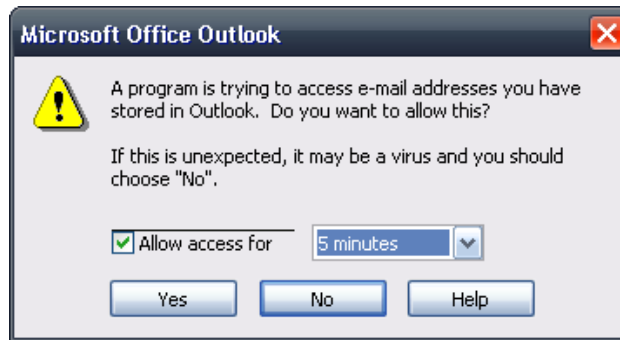 Microsoft Office Outlook
A program is trying to access e-mail addresses you have
stored in Outlook. Do you want to allow this?
If this is unexpected, it may be a virus and you should
choose "No".
Allow access for 5 minutes
Yes No Help